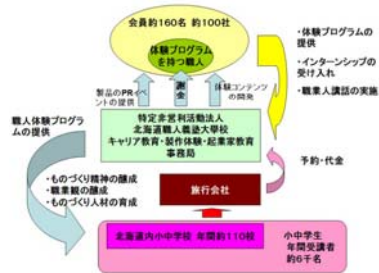 会員約160名 約100社
体験プログラム
を持つ職人
・体験プログラムの
提供
・インターンシップの
受け入れ
・職業人講話の実施
製品のPRイ
ベントの提供
謝金
体験コンテンツ
の開発
職人体験プログラ
ムの提供
特定非営利活動法人
北海道職人義塾大學校
キャリア教育・製作体験・起業家教育
事務局
予約・代金
・ものづくり精神の醸成
・職業観の醸成
・ものづくり人材の育成
旅行会社
北海道内小中学校 年間約110校
小中学生
年間受講者
約6千名